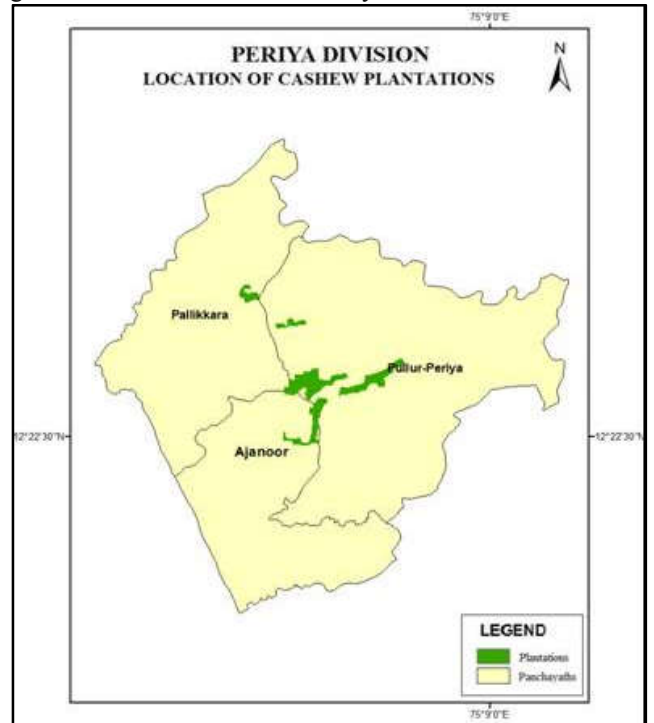 75°9'0"E
PERIYA DIVISION
LOCATION OF CASHEW PLANTATIONS
N
Pallikkara
Pullur-Periya
12°22'30"N
12°22'30"N
Ajanoor
LEGEND
Plantations
Panchayaths
75°9'0"E